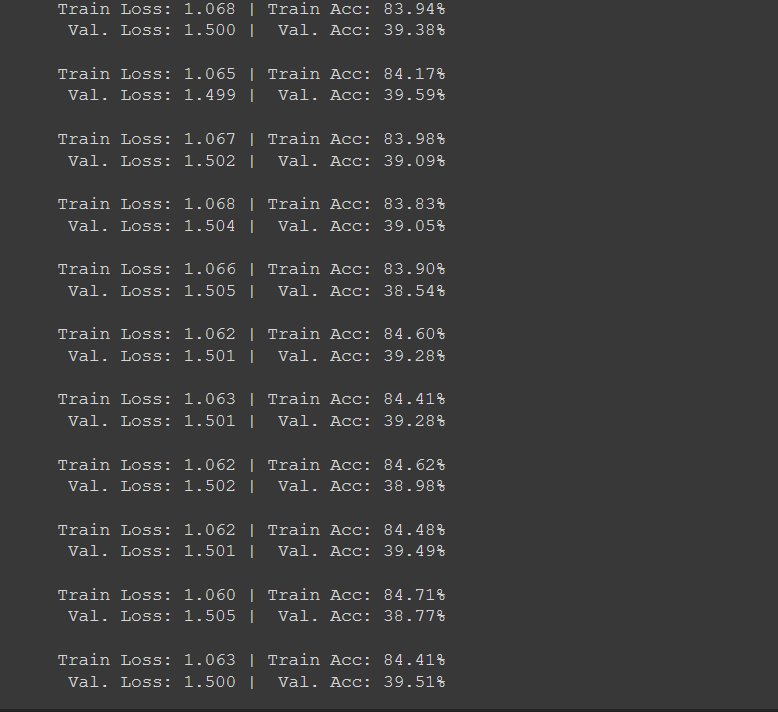 Train Loss: 1.068 | Train Acc: 83.94%
Val. Loss: 1.500 | Val. Acc: 39.38%
Train Loss: 1.065 | Train Acc: 84.17%
Val. Loss: 1.499 | Val. Acc: 39.59%
Train Loss: 1.067 | Train Acc: 83.98%
Val. Loss: 1.502 | Val. Acc: 39.09%
Train Loss: 1.068 | Train Acc: 83.83%
Val. Loss: 1.504 | Val. Acc: 39.05%
Train Loss: 1.066 | Train Acc: 83.90%
Val. Loss: 1.505 | Val. Acc: 38.54%
Train Loss: 1.062 | Train Acc: 84.60%
Val. Loss: 1.501 | Val. Acc: 39.28%
Train Loss: 1.063 | Train Acc: 84.41%
Val. Loss: 1.501 | Val. Acc: 39.28%
Train Loss: 1.062 | Train Acc: 84.62%
Val. Loss: 1.502 | Val. Acc: 38.98%
Train Loss: 1.062 | Train Acc: 84.48%
Val. Loss: 1.501 | Val. Acc: 39.49%
Train Loss: 1.060 | Train Acc: 84.71%
Val. Loss: 1.505 | Val. Acc: 38.77%
Train Loss: 1.063 | Train Acc: 84.41%
Val. Loss: 1.500 | Val. Acc: 39.51%